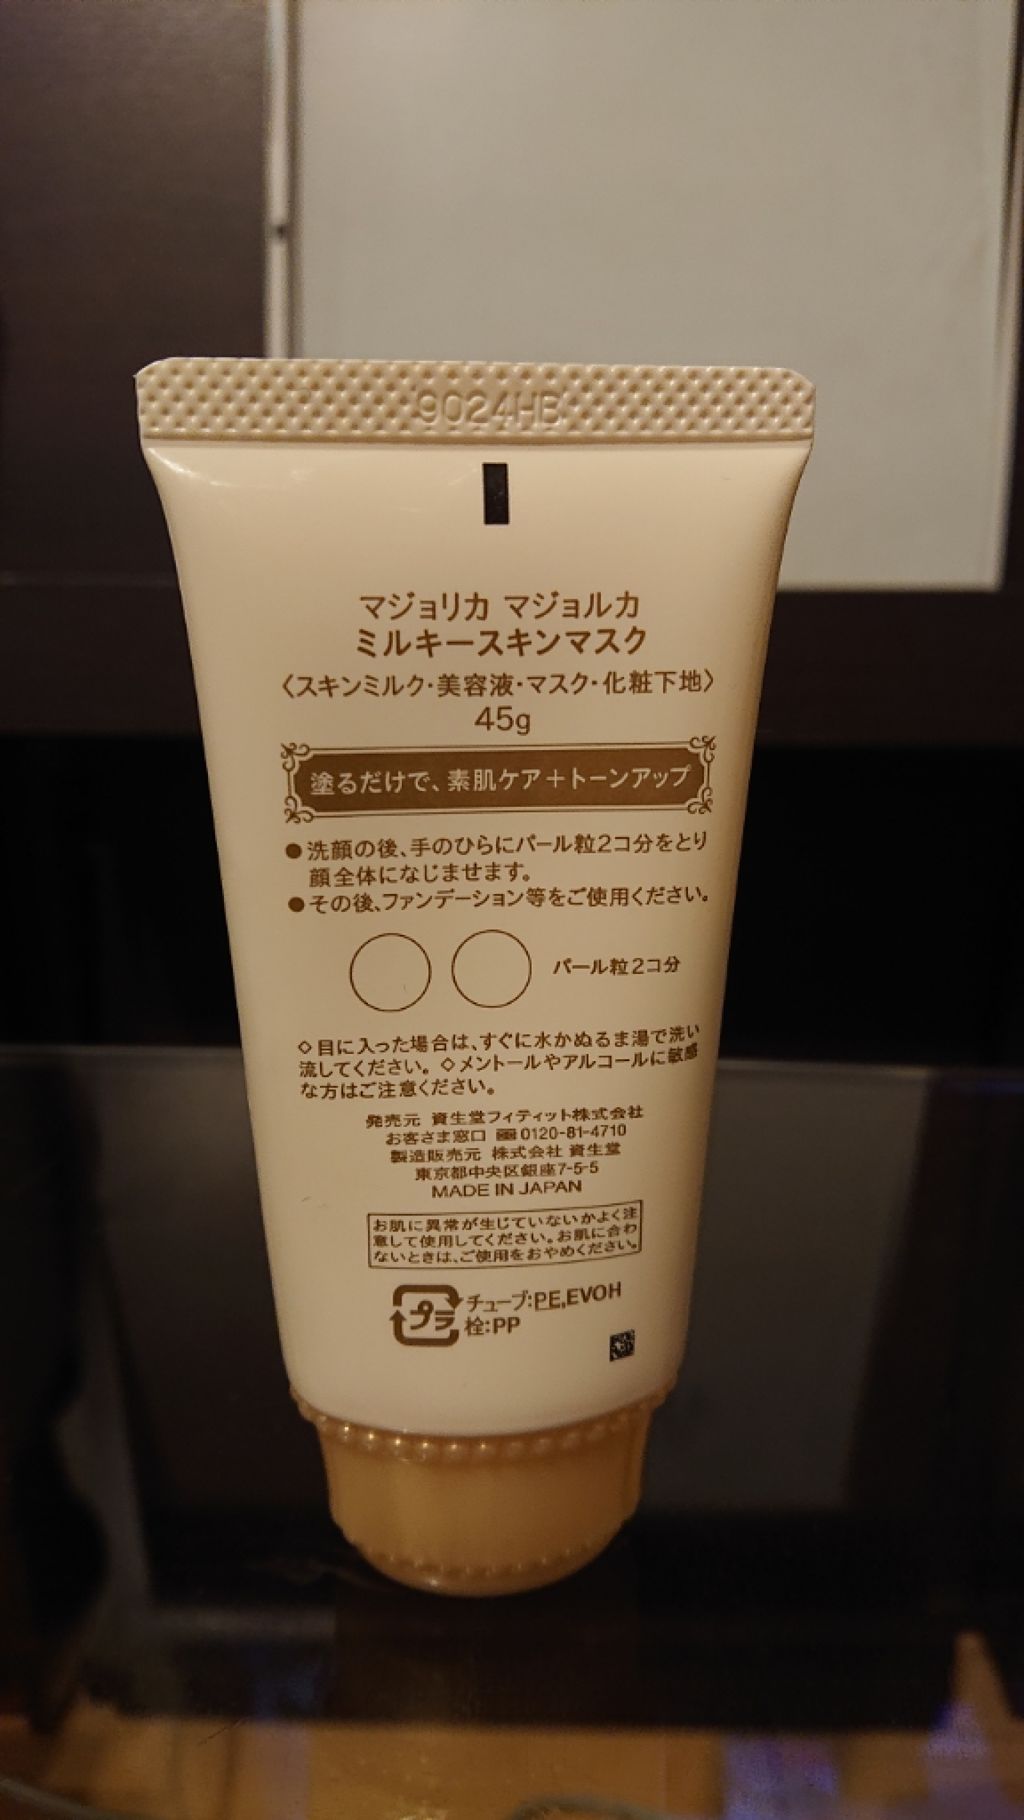 9024HB
マジョリカ マジョルカ
ミルキースキンマスク
〈スキンミルク・美容液・マスク・化粧下地〉
45g
塗るだけで、素肌ケア＋トーンアップ
●洗顔の後、手のひらにパール粒2コ分をとり
顔全体になじませます。
●その後、ファンデーション等をご使用ください。
パール粒2コ分
◇目に入った場合は、すぐに水かぬるま湯で洗い
流してください。◇メントールやアルコールに敏感
な方はご注意ください。
発売元 資生堂フィティット株式会社
お客さま窓口 0120-81-4710
製造販売元 株式会社 資生堂
東京都中央区銀座7-5-5
MADE IN JAPAN
お肌に異常が生じていないかよく注
意して使用してください。お肌に合わ
ないときは、ご使用をおやめください。
プラ チューブ:PE,EVOH
栓:PP